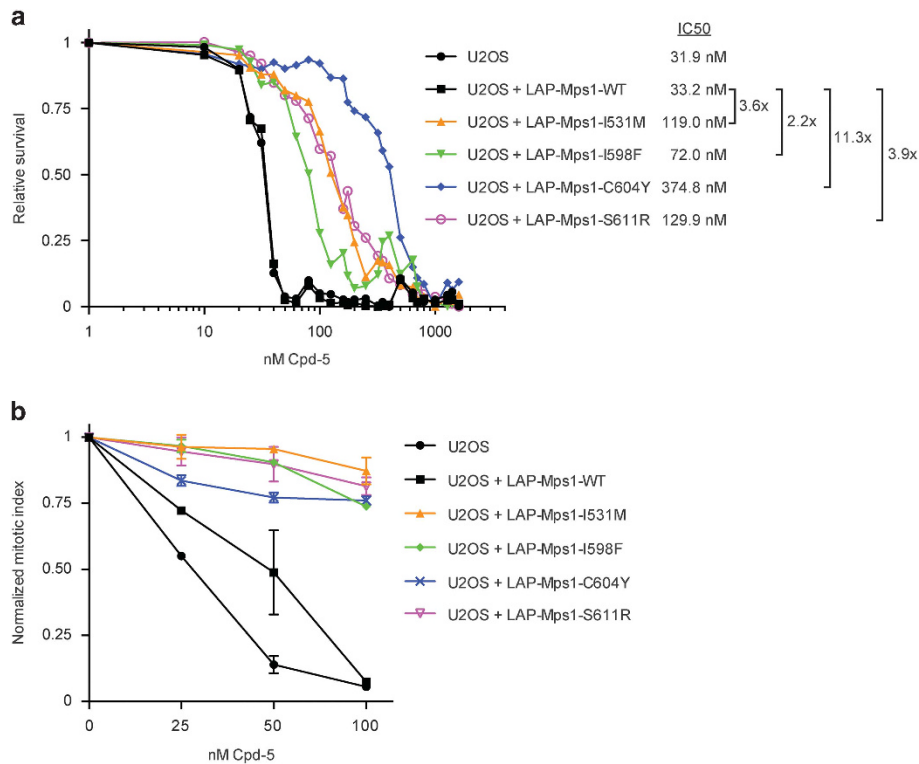 a
IC50
U2OS 31.9 nM
U2OS + LAP-Mps1-WT 33.2 nM
U2OS + LAP-Mps1-I531M 119.0 nM
U2OS + LAP-Mps1-I598F 72.0 nM
U2OS + LAP-Mps1-C604Y 374.8 nM
U2OS + LAP-Mps1-S611R 129.9 nM
3.6x
2.2x
11.3x
3.9x
Relative survival
1
0.75
0.50
0.25
0
1 10 100 1000
nM Cpd-5
b
U2OS
U2OS + LAP-Mps1-WT
U2OS + LAP-Mps1-I531M
U2OS + LAP-Mps1-I598F
U2OS + LAP-Mps1-C604Y
U2OS + LAP-Mps1-S611R
Normalized mitotic index
1
0.75
0.50
0.25
0
0 25 50 100
nM Cpd-5